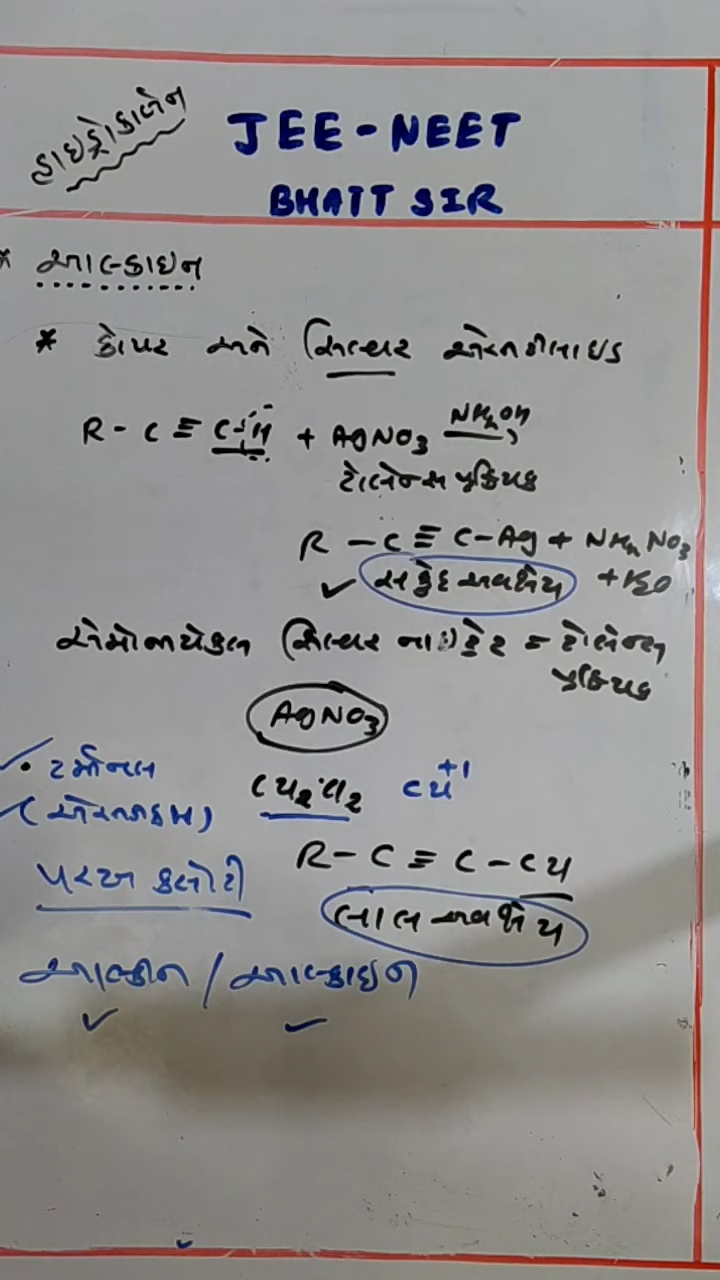 હાઇડ્રોકાર્બન
JEE-NEET
BHATT SIR
* આલ્કાઇન
* કોપર અને સિલ્વર એસીટીલાઇડ
R - C ≡ C-H + AgNO3 NH4OH
ટોલેન્સ પ્રક્રિયક
R - C ≡ C-Ag + NH4NO3
✓ સફેદ અવક્ષેપ + H2O
એમોનીયેકલ સિલ્વર નાઇટ્રેટ = ટોલેન્સ
પ્રક્રિયક
AgNO3
✓ • ટર્મીનલ Cu2Cl2 Cu+1
R - C ≡ C - Cu
પરખ કસોટી
લાલ અવક્ષેપ
આલ્કીન / આલ્કાઇન
✓ ✓